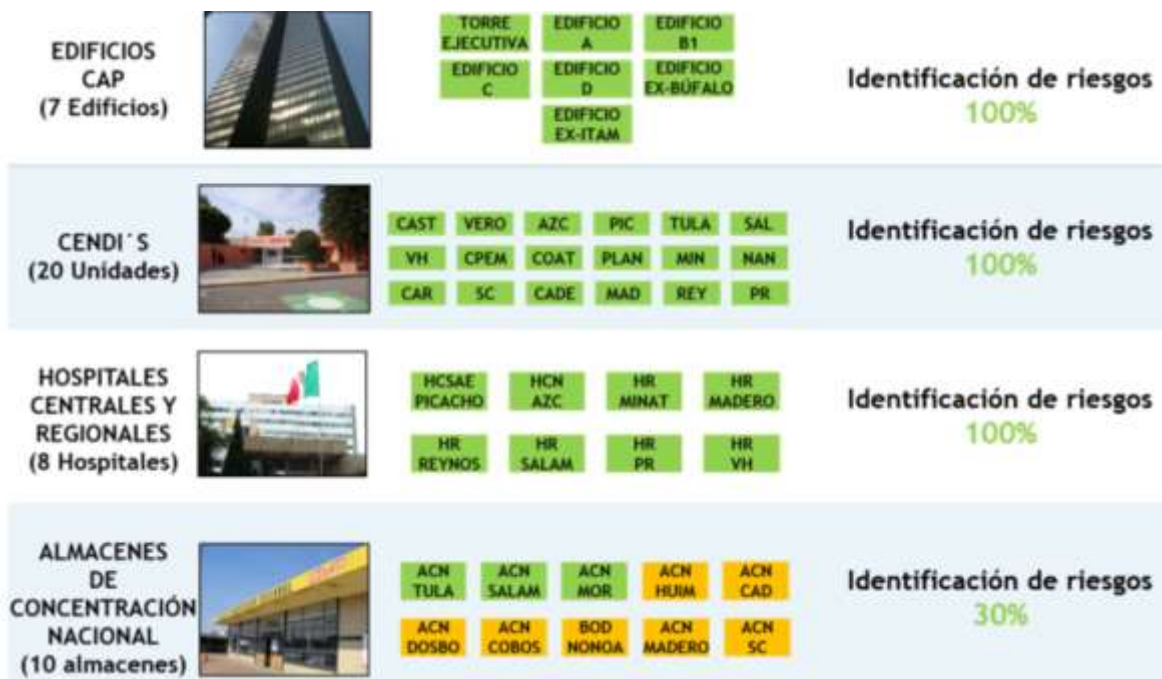 EDIFICIOS
CAP
(7 Edificios)
TORRE
EJECUTIVA
EDIFICIO
A
EDIFICIO
B1
EDIFICIO
C
EDIFICIO
D
EDIFICIO
EX-BÚFALO
EDIFICIO
EX-ITAM
Identificación de riesgos
100%
CENDI´S
(20 Unidades)
CAST VERO AZC PIC TULA SAL
VH CPEM COAT PLAN MIN NAN
CAR SC CADE MAD REY PR
Identificación de riesgos
100%
HOSPITALES
CENTRALES Y
REGIONALES
(8 Hospitales)
HCSAE
PICACHO
HCN
AZC
HR
MINAT
HR
MADERO
HR
REYNOS
HR
SALAM
HR
PR
HR
VH
Identificación de riesgos
100%
ALMACENES
DE
CONCENTRACIÓN
NACIONAL
(10 almacenes)
ACN
TULA
ACN
SALAM
ACN
MOR
ACN
HUIM
ACN
CAD
ACN
DOSBO
ACN
COBOS
BOD
NONOA
ACN
MADERO
ACN
SC
Identificación de riesgos
30%